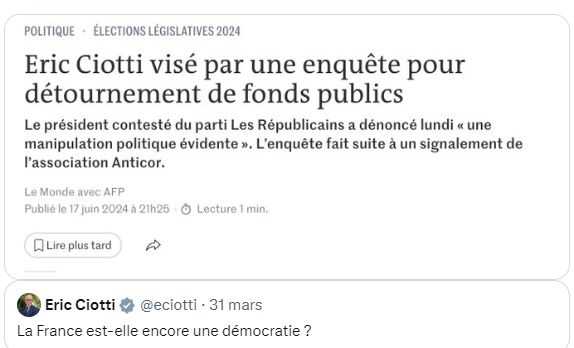 POLITIQUE · ÉLECTIONS LÉGISLATIVES 2024
Eric Ciotti visé par une enquête pour
détournement de fonds publics
Le président contesté du parti Les Républicains a dénoncé lundi « une
manipulation politique évidente ». L’enquête fait suite à un signalement de
l’association Anticor.
Le Monde avec AFP
Publié le 17 juin 2024 à 21h25 · Lecture 1 min.
Lire plus tard
Eric Ciotti @eciotti · 31 mars
La France est-elle encore une démocratie ?